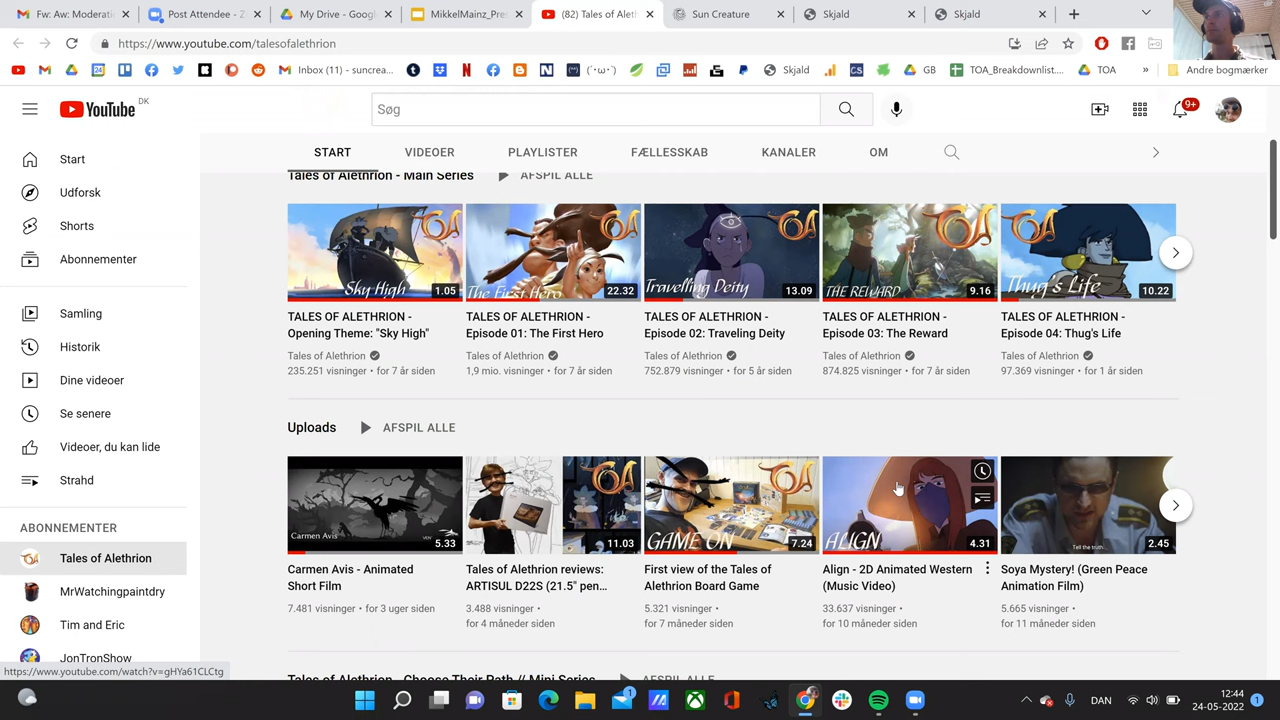 Fw: Aw: Moderati
Post Attendee - Z
My Drive - Googl
MikkelMainz_Pres
(82) Tales of Aleth
Sun Creature
Skjald
Skjald
https://www.youtube.com/talesofalethrion
Inbox (11) - suncrea...
(´･ω･`)
Skjald
GB
TOA_Breakdownlist....
TOA
»
Andre bogmærker
YouTube DK
Søg
9+
START
VIDEOER
PLAYLISTER
FÆLLESSKAB
KANALER
OM
Start
Udforsk
Shorts
Abonnementer
Samling
Historik
Dine videoer
Se senere
Videoer, du kan lide
Strahd
ABONNEMENTER
Tales of Alethrion
MrWatchingpaintdry
Tim and Eric
JonTronShow
Tales of Alethrion - Main Series
AFSPIL ALLE
Sky High
1.05
The First Hero
22.32
Travelling Deity
13.09
THE REWARD
9.16
Thug's Life
10.22
TALES OF ALETHRION -
Opening Theme: "Sky High"
Tales of Alethrion
235.251 visninger • for 7 år siden
TALES OF ALETHRION -
Episode 01: The First Hero
Tales of Alethrion
1,9 mio. visninger • for 7 år siden
TALES OF ALETHRION -
Episode 02: Traveling Deity
Tales of Alethrion
752.879 visninger • for 5 år siden
TALES OF ALETHRION -
Episode 03: The Reward
Tales of Alethrion
874.825 visninger • for 7 år siden
TALES OF ALETHRION -
Episode 04: Thug's Life
Tales of Alethrion
97.369 visninger • for 1 år siden
Uploads
AFSPIL ALLE
Carmen Avis
5.33
11.03
GAME ON
7.24
ALIGN
4.31
Tell the truth...
2.45
Carmen Avis - Animated
Short Film
7.481 visninger • for 3 uger siden
Tales of Alethrion reviews:
ARTISUL D22S (21.5" pen...
3.488 visninger •
for 4 måneder siden
First view of the Tales of
Alethrion Board Game
5.321 visninger •
for 7 måneder siden
Align - 2D Animated Western
(Music Video)
33.637 visninger •
for 10 måneder siden
Soya Mystery! (Green Peace
Animation Film)
5.665 visninger •
for 11 måneder siden
Tales of Alethrion - Choose Their Path // Mini Series
AFSPIL ALLE
https://www.youtube.com/watch?v=gHYa61CLCtg
1
DAN
12:44
24-05-2022
1